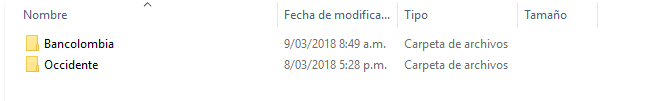 Nombre Fecha de modifica... Tipo Tamaño
Bancolombia 9/03/2018 8:49 a.m. Carpeta de archivos
Occidente 8/03/2018 5:28 p.m. Carpeta de archivos